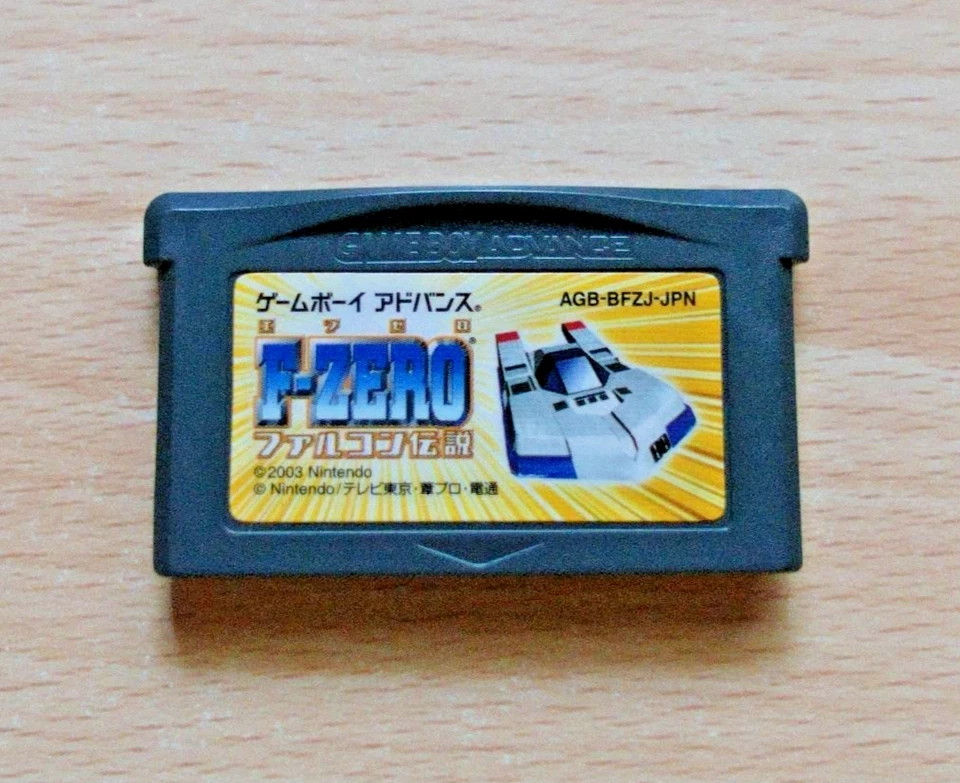 GAME BOY ADVANCE
ゲームボーイ アドバンス®
AGB-BFZJ-JPN
エフゼロ
F-ZERO®
ファルコン伝説
©2003 Nintendo
© Nintendo/テレビ東京・葦プロ・電通